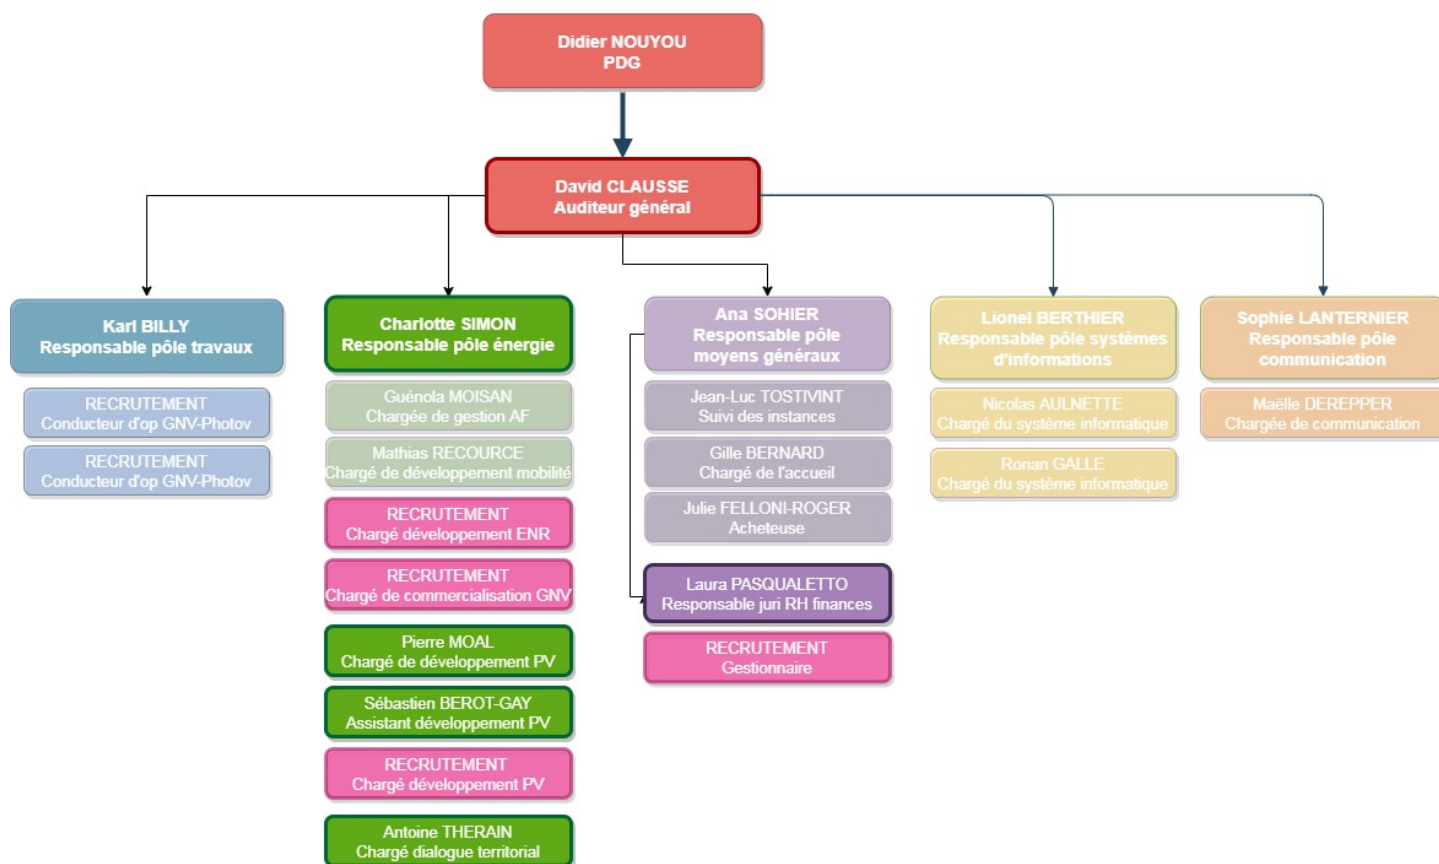 Didier NOUYOU
PDG
David CLAUSSE
Auditeur général
Karl BILLY
Responsable pôle travaux
RECRUTEMENT
Conducteur d'op GNV-Photov
RECRUTEMENT
Conducteur d'op GNV-Photov
Charlotte SIMON
Responsable pôle énergie
Guénola MOISAN
Chargée de gestion AF
Mathias RECOURCE
Chargé de développement mobilité
RECRUTEMENT
Chargé développement ENR
RECRUTEMENT
Chargé de commercialisation GNV
Pierre MOAL
Chargé de développement PV
Sébastien BEROT-GAY
Assistant développement PV
RECRUTEMENT
Chargé développement PV
Antoine THERAIN
Chargé dialogue territorial
Ana SOHIER
Responsable pôle
moyens généraux
Jean-Luc TOSTIVINT
Suivi des instances
Gille BERNARD
Chargé de l'accueil
Julie FELLONI-ROGER
Acheteuse
Laura PASQUALETTO
Responsable juri RH finances
RECRUTEMENT
Gestionnaire
Lionel BERTHIER
Responsable pôle systèmes
d'informations
Nicolas AULNETTE
Chargé du système informatique
Ronan GALLE
Chargé du système informatique
Sophie LANTERNIER
Responsable pôle
communication
Maëlle DEREPPER
Chargée de communication